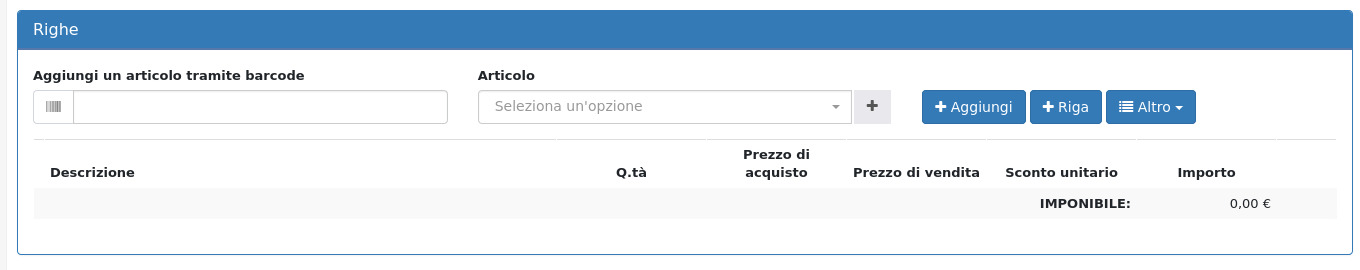 Righe
Aggiungi un articolo tramite barcode
Articolo
Seleziona un'opzione
+
+ Aggiungi
+ Riga
Altro
Descrizione
Q.tà
Prezzo di
acquisto
Prezzo di vendita
Sconto unitario
Importo
IMPONIBILE:
0,00 €